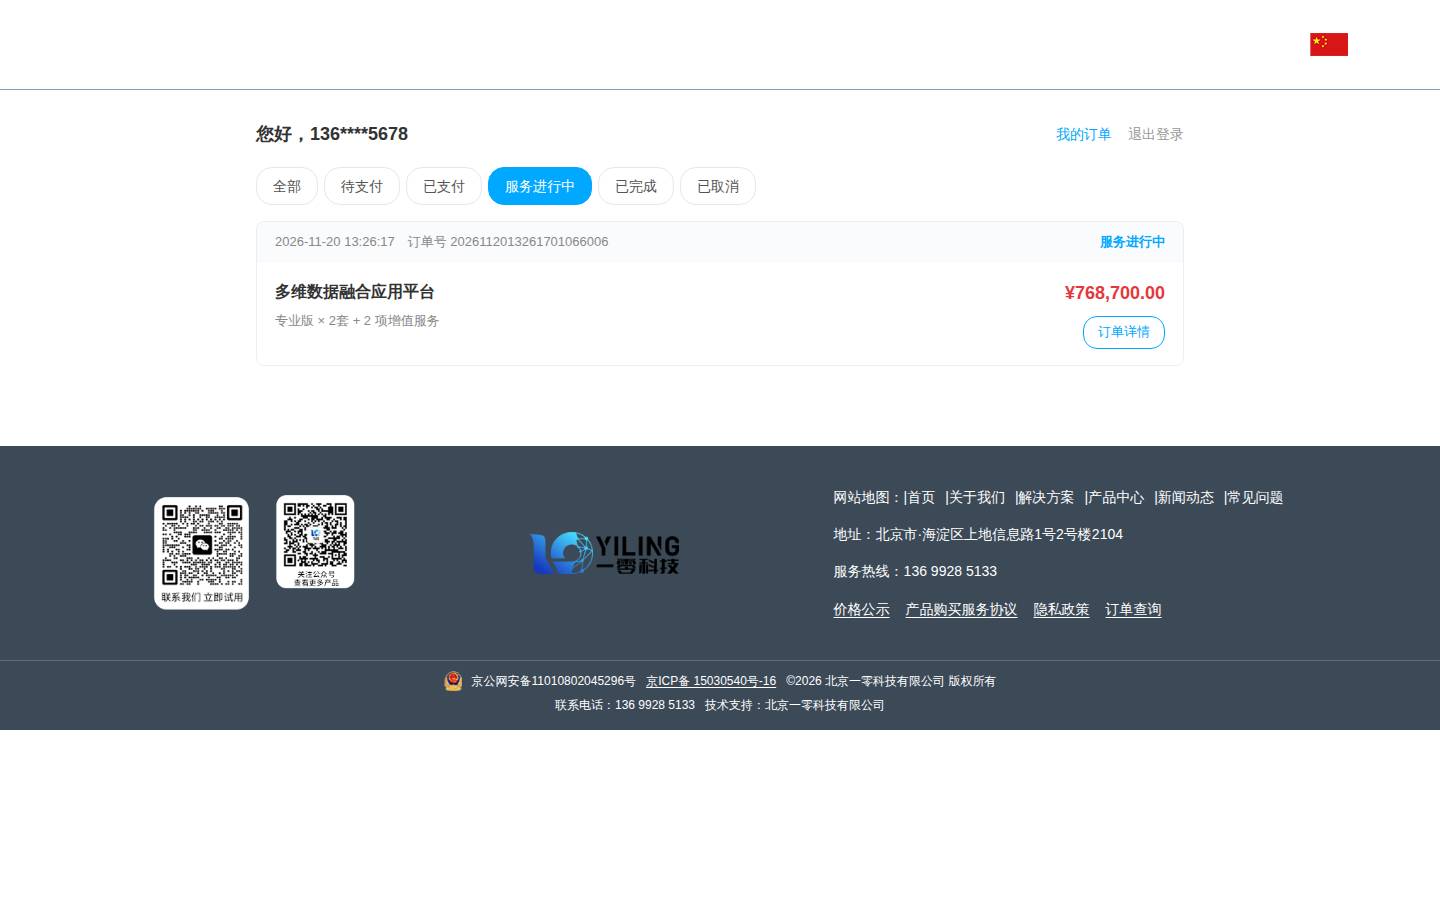 您好，136****5678
我的订单 退出登录
全部 待支付 已支付 服务进行中 已完成 已取消
2026-11-20 13:26:17 订单号 2026112013261701066006 服务进行中
多维数据融合应用平台 ¥768,700.00
专业版 × 2套 + 2 项增值服务
订单详情
联系我们 立即试用
关注公众号
查看更多产品
YILING
一零科技
网站地图：|首页 |关于我们 |解决方案 |产品中心 |新闻动态 |常见问题
地址：北京市·海淀区上地信息路1号2号楼2104
服务热线：136 9928 5133
价格公示 产品购买服务协议 隐私政策 订单查询
京公网安备11010802045296号 京ICP备 15030540号-16 ©2026 北京一零科技有限公司 版权所有
联系电话：136 9928 5133 技术支持：北京一零科技有限公司